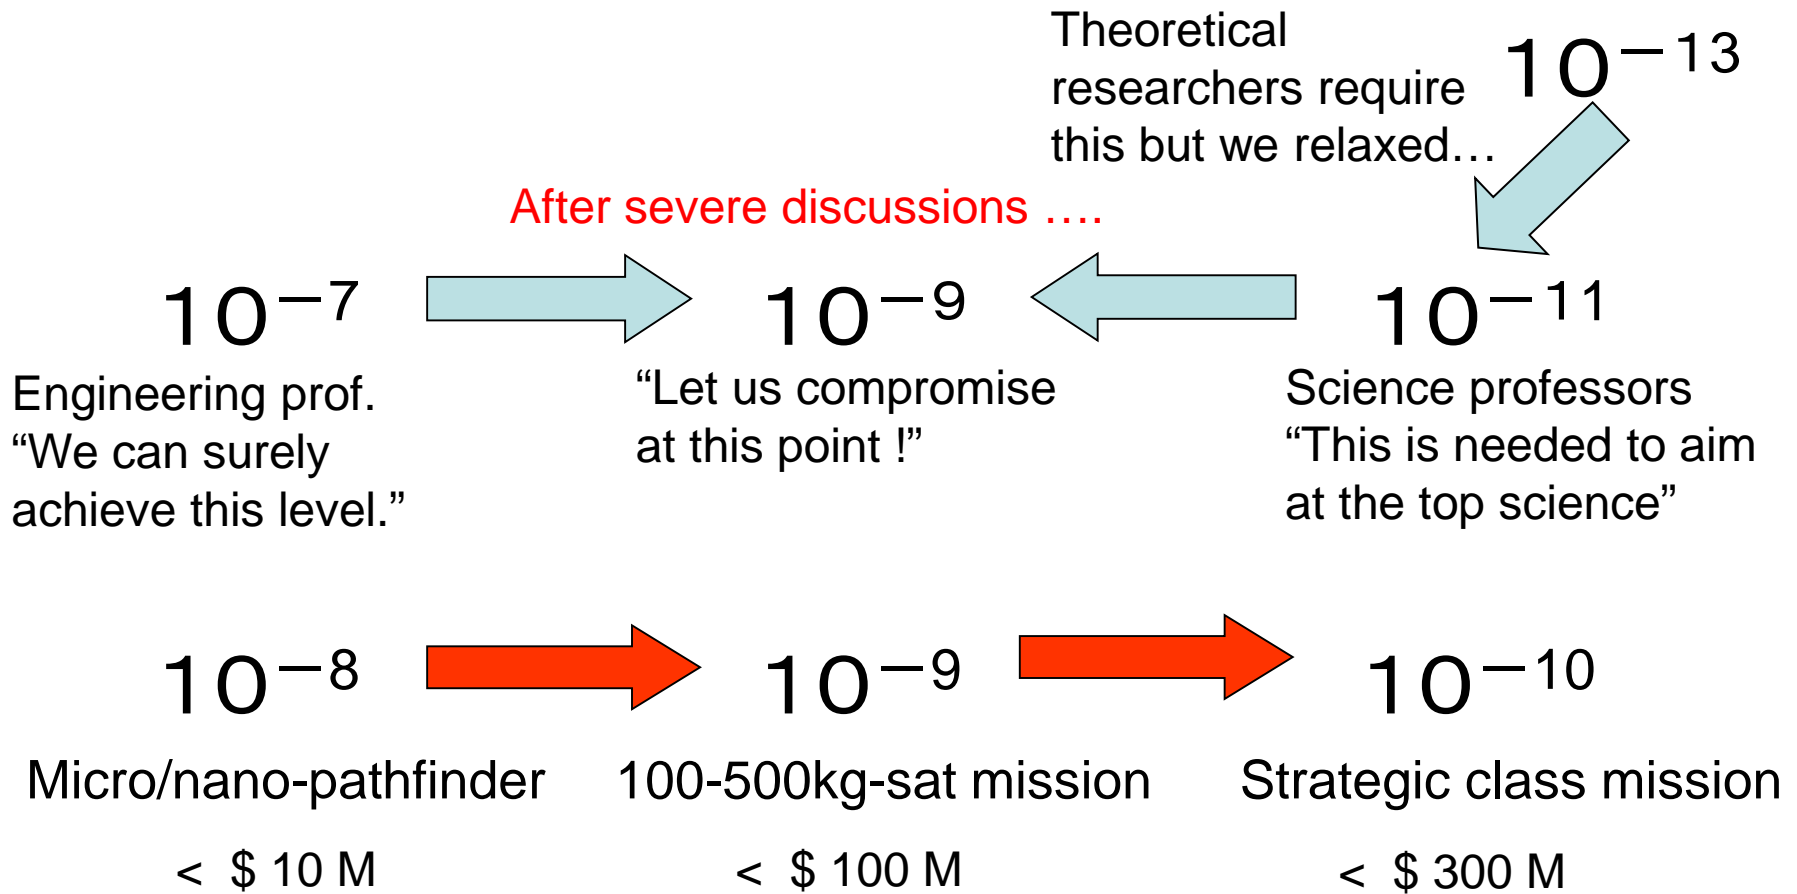 Theoretical
researchers require
this but we relaxed…
10⁻¹³
After severe discussions ….
10⁻⁷
10⁻⁹
10⁻¹¹
Engineering prof.
“We can surely
achieve this level.”
“Let us compromise
at this point !”
Science professors
“This is needed to aim
at the top science”
10⁻⁸
10⁻⁹
10⁻¹⁰
Micro/nano-pathfinder
100-500kg-sat mission
Strategic class mission
< $ 10 M
< $ 100 M
< $ 300 M